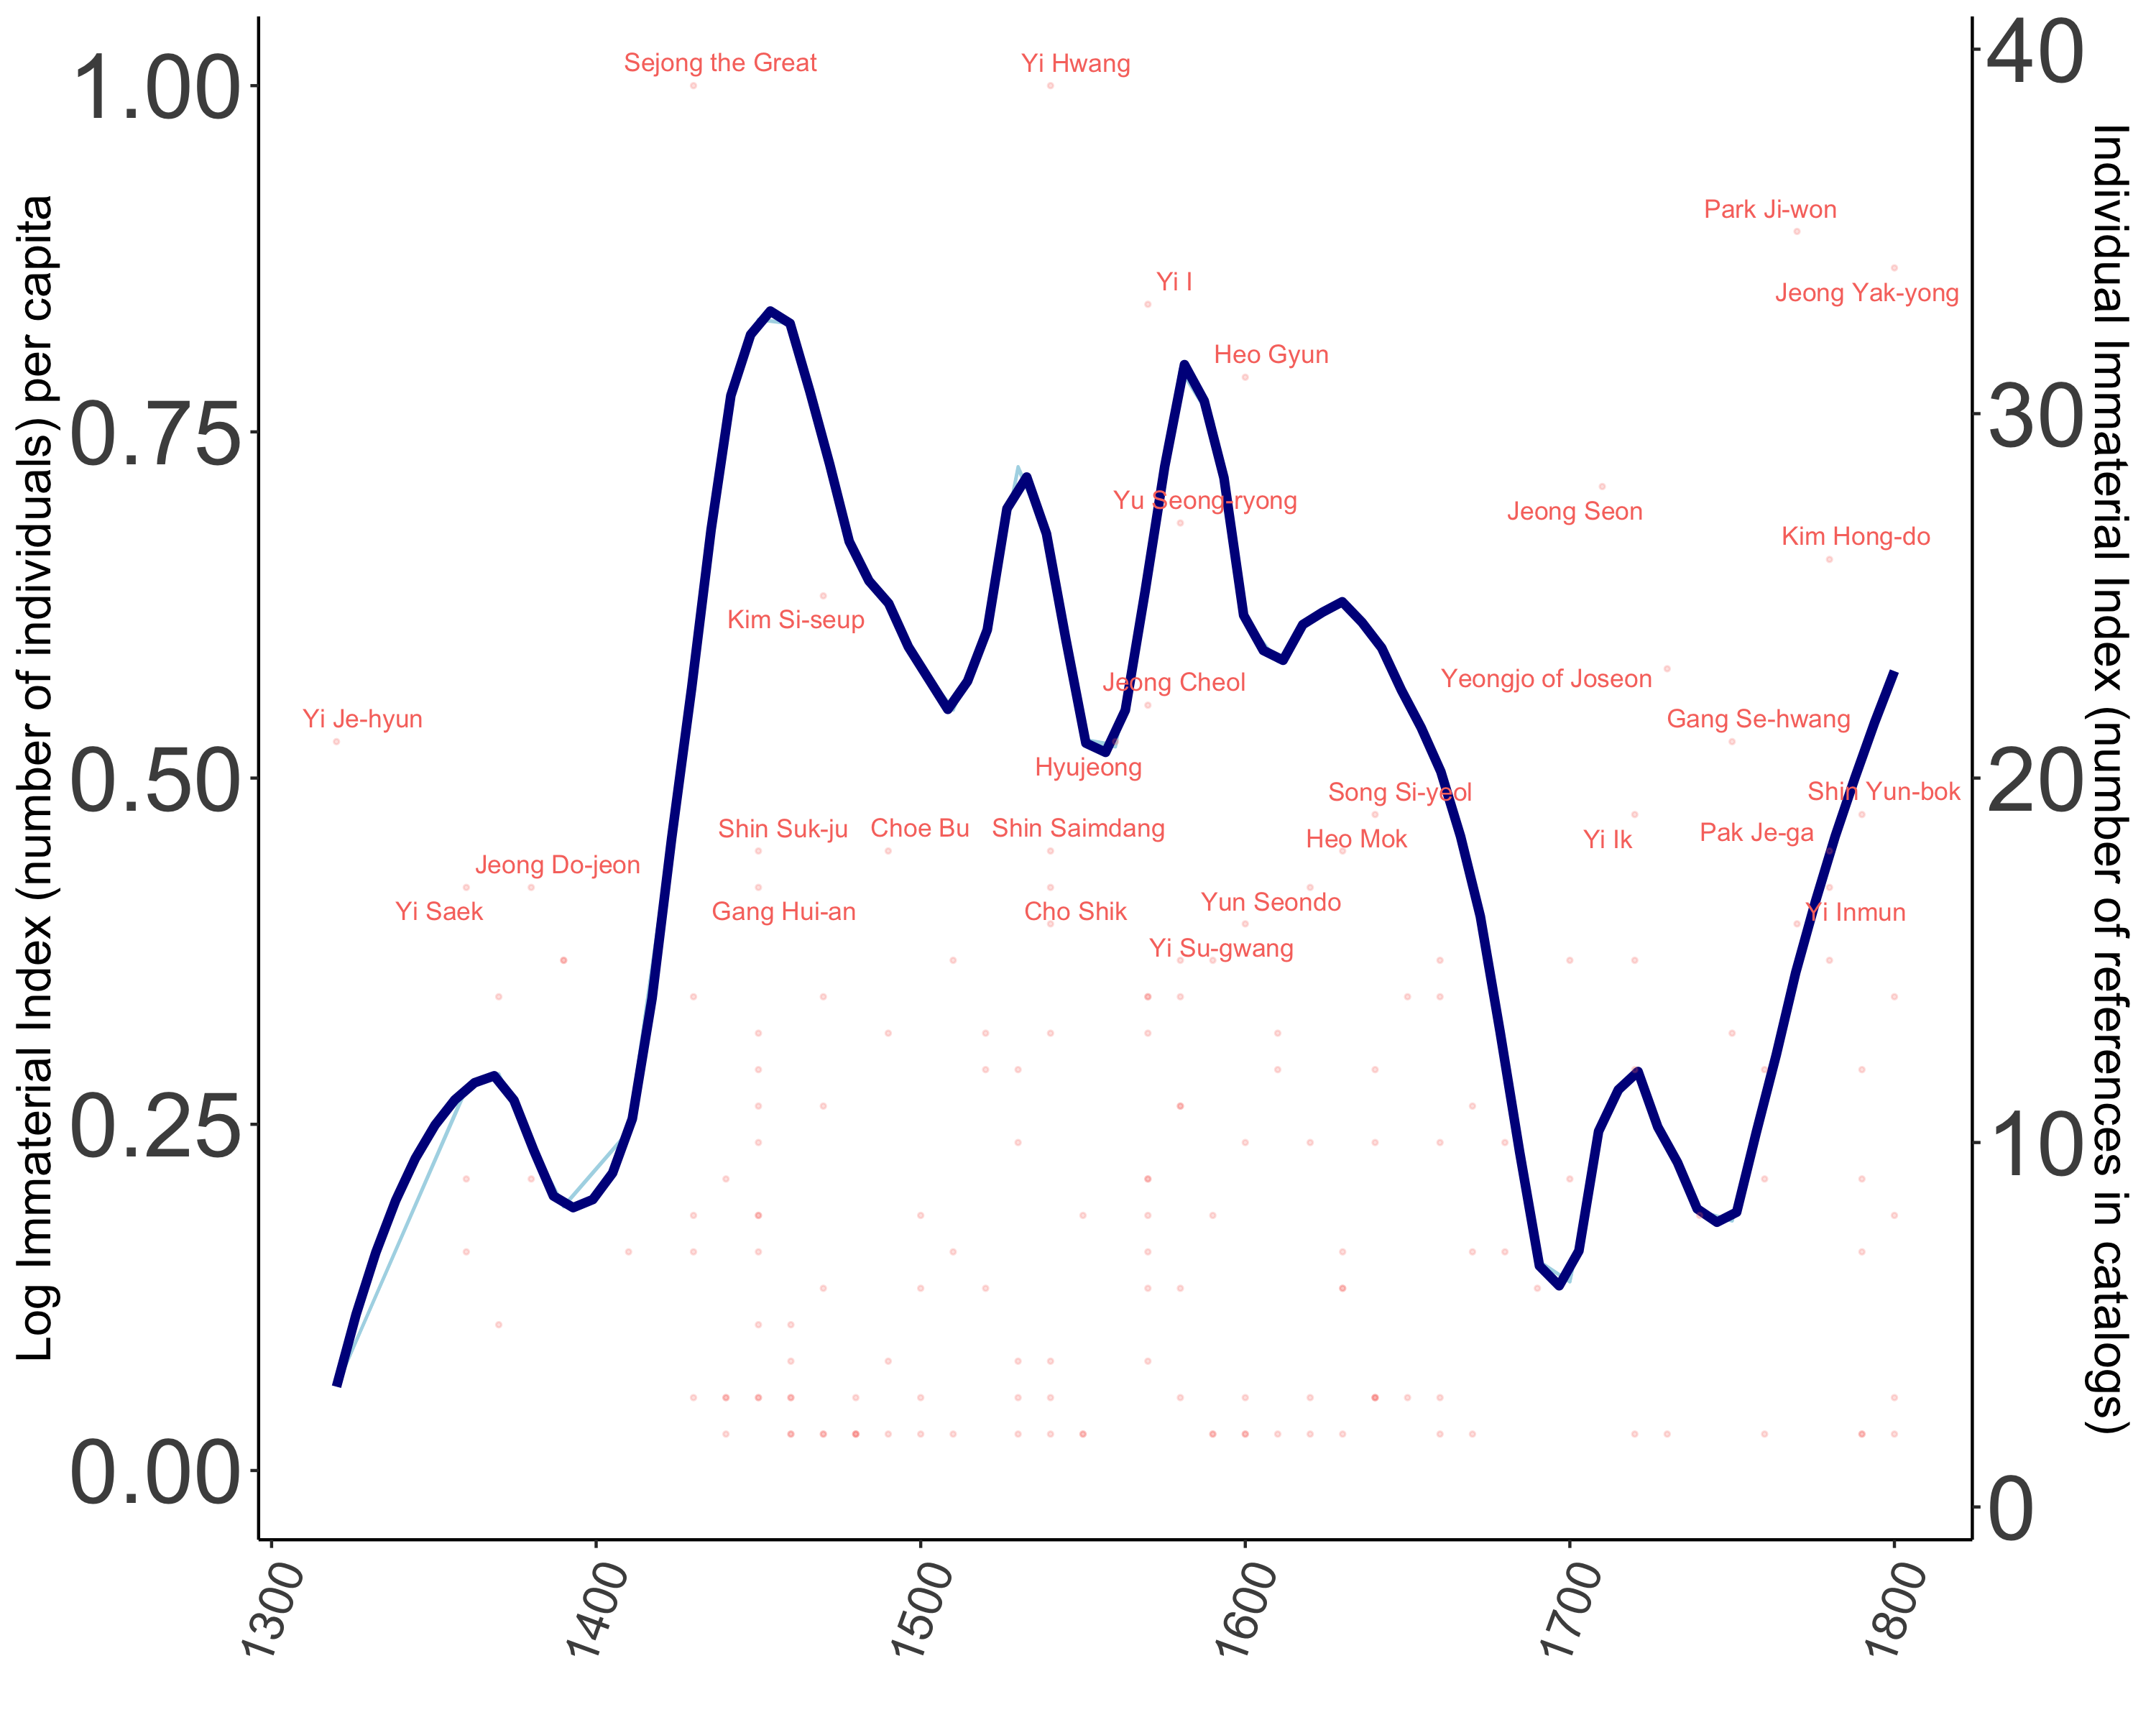 Log Immaterial Index (number of individuals) per capita
1.00
0.75
0.50
0.25
0.00
Sejong the Great
Yi Hwang
Park Ji-won
Yi I
Jeong Yak-yong
Heo Gyun
Yu Seong-ryong
Jeong Seon
Kim Hong-do
Kim Si-seup
Yeongjo of Joseon
Jeong Cheol
Yi Je-hyun
Gang Se-hwang
Hyujeong
Song Si-yeol
Shin Yun-bok
Shin Suk-ju
Choe Bu
Shin Saimdang
Heo Mok
Yi Ik
Pak Je-ga
Jeong Do-jeon
Yi Saek
Gang Hui-an
Cho Shik
Yun Seondo
Yi Inmun
Yi Su-gwang
40
30
20
10
0
Individual Immaterial Index (number of references in catalogs)
1300
1400
1500
1600
1700
1800